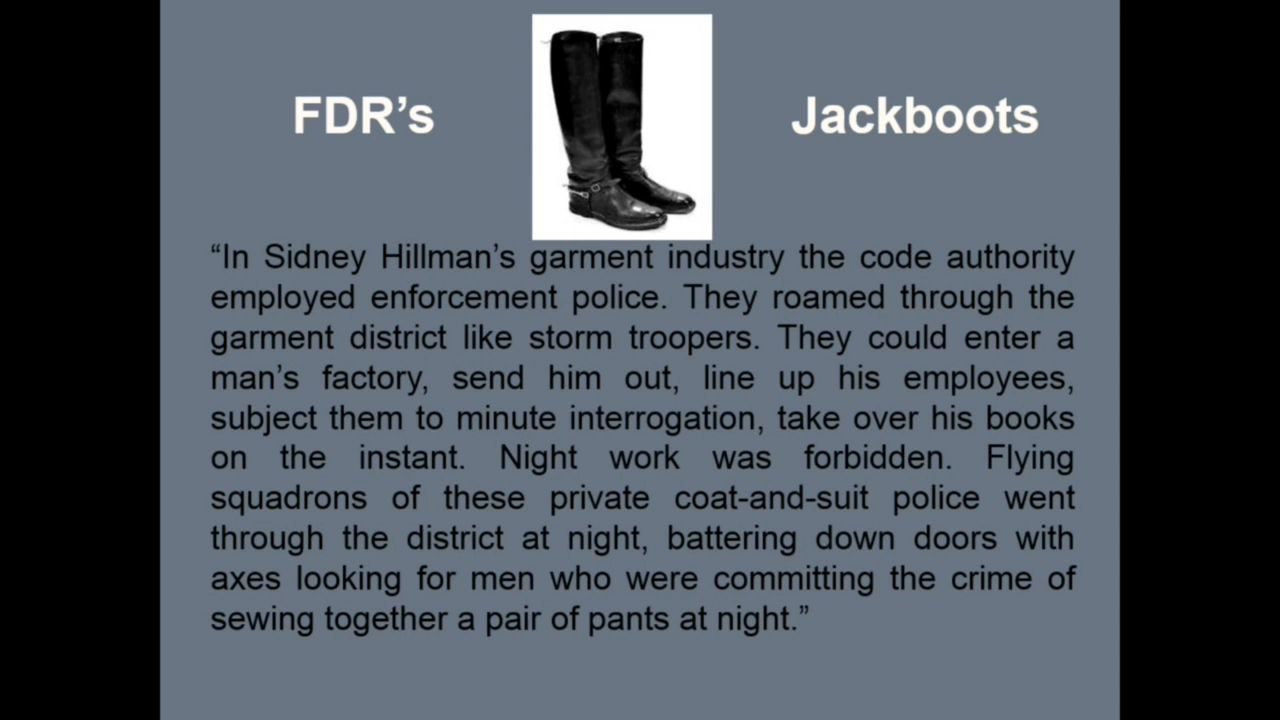 FDR’s Jackboots
“In Sidney Hillman’s garment industry the code authority
employed enforcement police. They roamed through the
garment district like storm troopers. They could enter a
man’s factory, send him out, line up his employees,
subject them to minute interrogation, take over his books
on the instant. Night work was forbidden. Flying
squadrons of these private coat-and-suit police went
through the district at night, battering down doors with
axes looking for men who were committing the crime of
sewing together a pair of pants at night.”